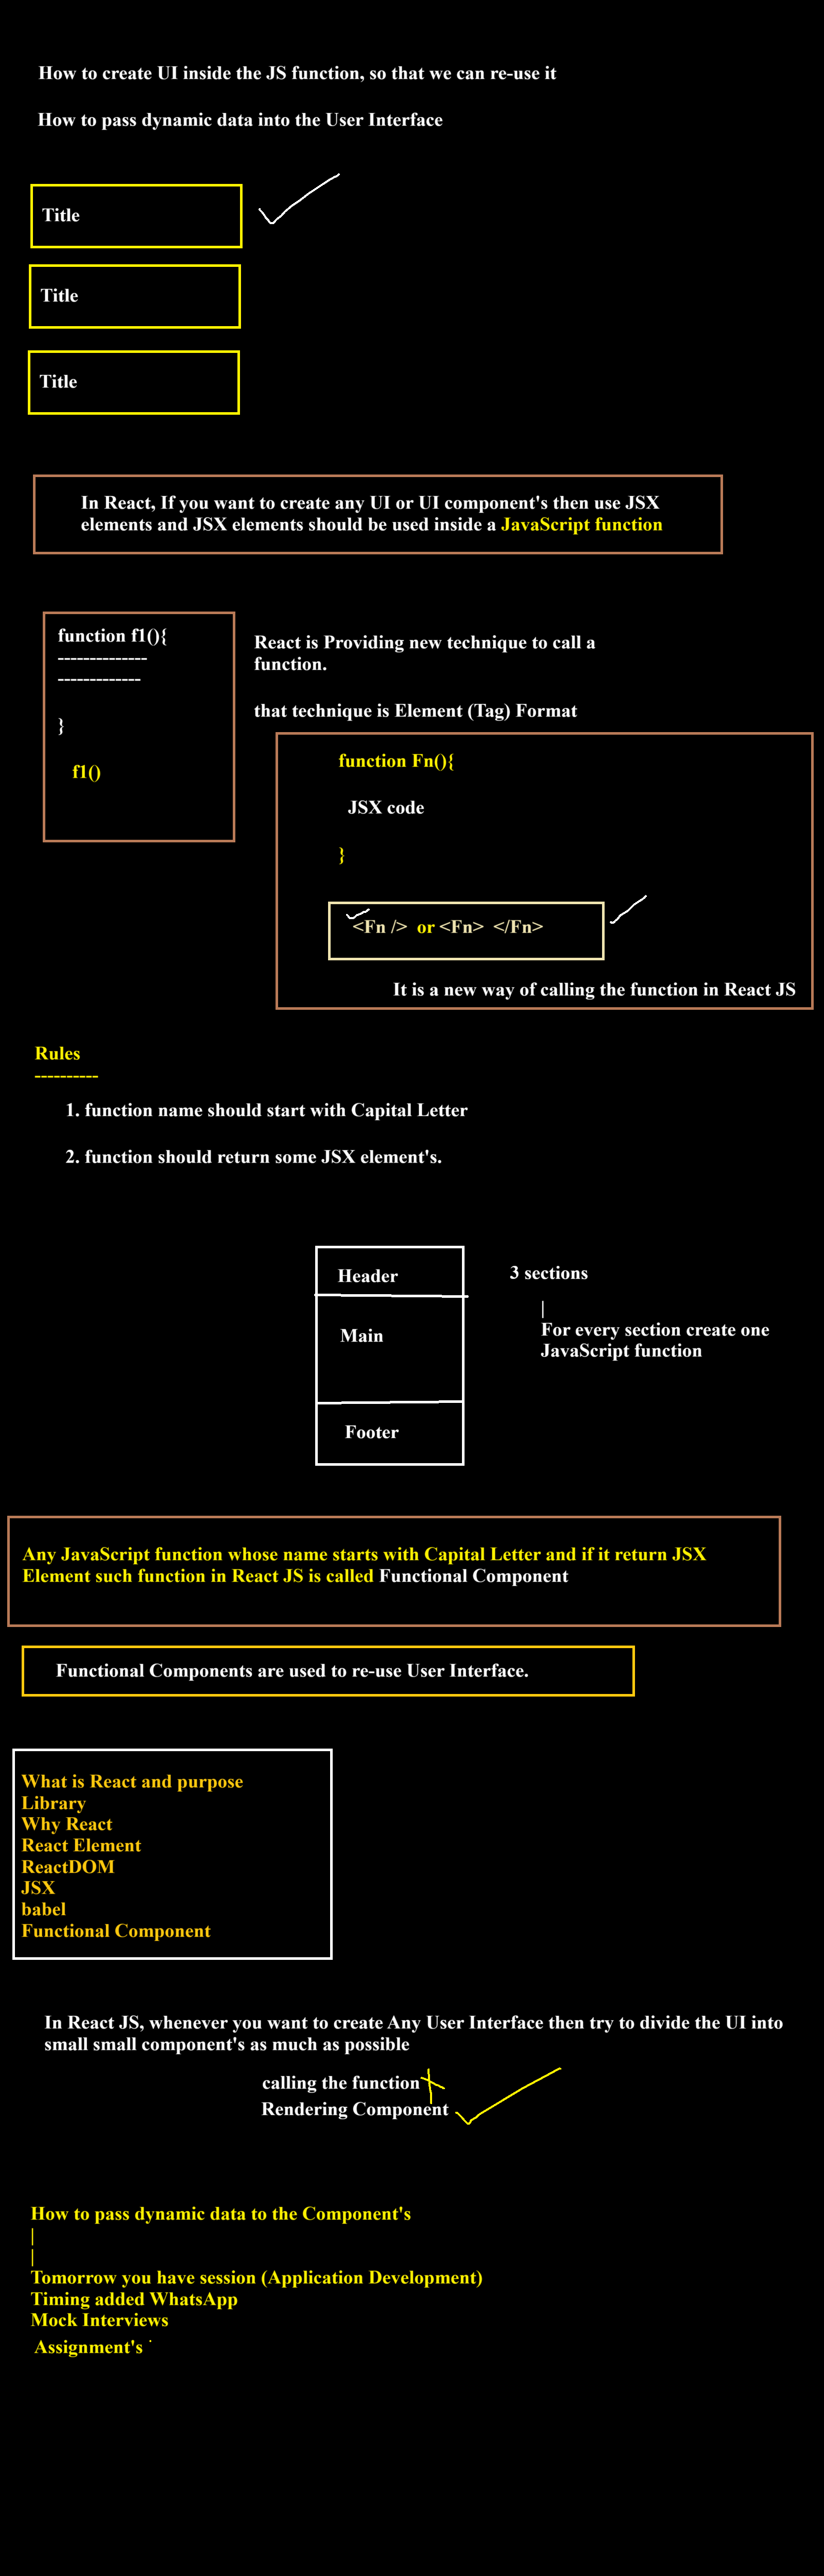 How to create UI inside the JS function, so that we can re-use it
How to pass dynamic data into the User Interface
Title
Title
Title
In React, If you want to create any UI or UI component's then use JSX
elements and JSX elements should be used inside a JavaScript function
function f1(){
--------------
-------------
}
f1()
React is Providing new technique to call a
function.
that technique is Element (Tag) Format
function Fn(){
JSX code
}
<Fn /> or <Fn> </Fn>
It is a new way of calling the function in React JS
Rules
----------
1. function name should start with Capital Letter
2. function should return some JSX element's.
Header
Main
Footer
3 sections
|
For every section create one
JavaScript function
Any JavaScript function whose name starts with Capital Letter and if it return JSX
Element such function in React JS is called Functional Component
Functional Components are used to re-use User Interface.
What is React and purpose
Library
Why React
React Element
ReactDOM
JSX
babel
Functional Component
In React JS, whenever you want to create Any User Interface then try to divide the UI into
small small component's as much as possible
calling the function
Rendering Component
How to pass dynamic data to the Component's
|
|
Tomorrow you have session (Application Development)
Timing added WhatsApp
Mock Interviews
Assignment's